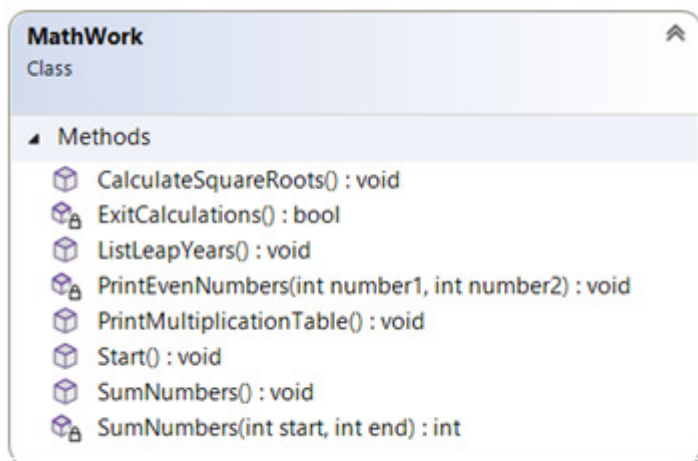 MathWork
Class
Methods
CalculateSquareRoots() : void
ExitCalculations() : bool
ListLeapYears() : void
PrintEvenNumbers(int number1, int number2) : void
PrintMultiplicationTable() : void
Start() : void
SumNumbers() : void
SumNumbers(int start, int end) : int